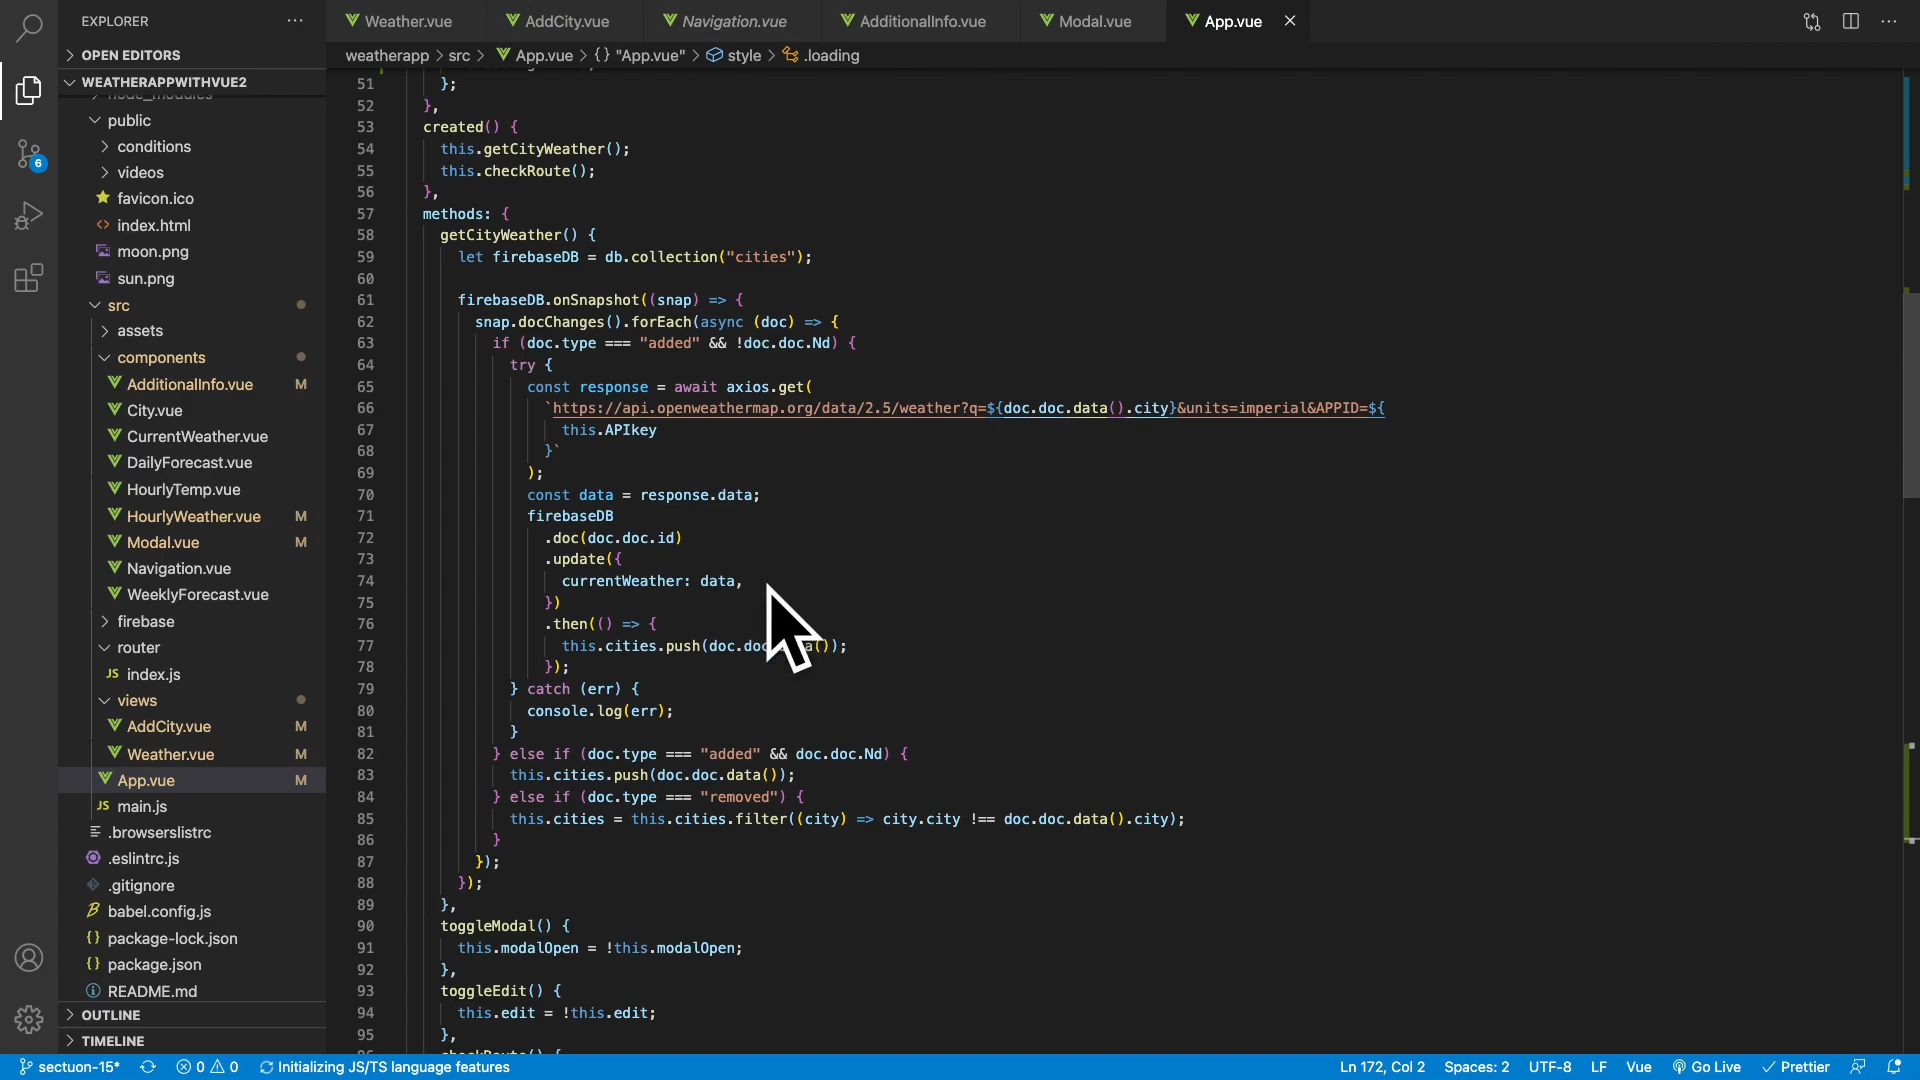 EXPLORER
OPEN EDITORS
WEATHERAPPWITHVUE2
node_modules
public
conditions
videos
favicon.ico
index.html
moon.png
sun.png
src
assets
components
AdditionalInfo.vue M
City.vue
CurrentWeather.vue
DailyForecast.vue
HourlyTemp.vue
HourlyWeather.vue M
Modal.vue M
Navigation.vue
WeeklyForecast.vue
firebase
router
JS index.js
views
AddCity.vue M
Weather.vue M
App.vue M
JS main.js
.browserslistrc
.eslintrc.js
.gitignore
babel.config.js
{} package-lock.json
{} package.json
README.md
OUTLINE
TIMELINE
6
Weather.vue AddCity.vue Navigation.vue AdditionalInfo.vue Modal.vue App.vue
weatherapp > src > App.vue > {} "App.vue" > style > .loading
51 };
52 },
53 created() {
54 this.getCityWeather();
55 this.checkRoute();
56 },
57 methods: {
58 getCityWeather() {
59 let firebaseDB = db.collection("cities");
60
61 firebaseDB.onSnapshot((snap) => {
62 snap.docChanges().forEach(async (doc) => {
63 if (doc.type === "added" && !doc.doc.Nd) {
64 try {
65 const response = await axios.get(
66 `https://api.openweathermap.org/data/2.5/weather?q=${doc.doc.data().city}&units=imperial&APPID=${
67 this.APIkey
68 }`
69 );
70 const data = response.data;
71 firebaseDB
72 .doc(doc.doc.id)
73 .update({
74 currentWeather: data,
75 })
76 .then(() => {
77 this.cities.push(doc.doc a());
78 });
79 } catch (err) {
80 console.log(err);
81 }
82 } else if (doc.type === "added" && doc.doc.Nd) {
83 this.cities.push(doc.doc.data());
84 } else if (doc.type === "removed") {
85 this.cities = this.cities.filter((city) => city.city !== doc.doc.data().city);
86 }
87 });
88 });
89 },
90 toggleModal() {
91 this.modalOpen = !this.modalOpen;
92 },
93 toggleEdit() {
94 this.edit = !this.edit;
95 },
sectuon-15* 0 0 Initializing JS/TS language features Ln 172, Col 2 Spaces: 2 UTF-8 LF Vue Go Live Prettier